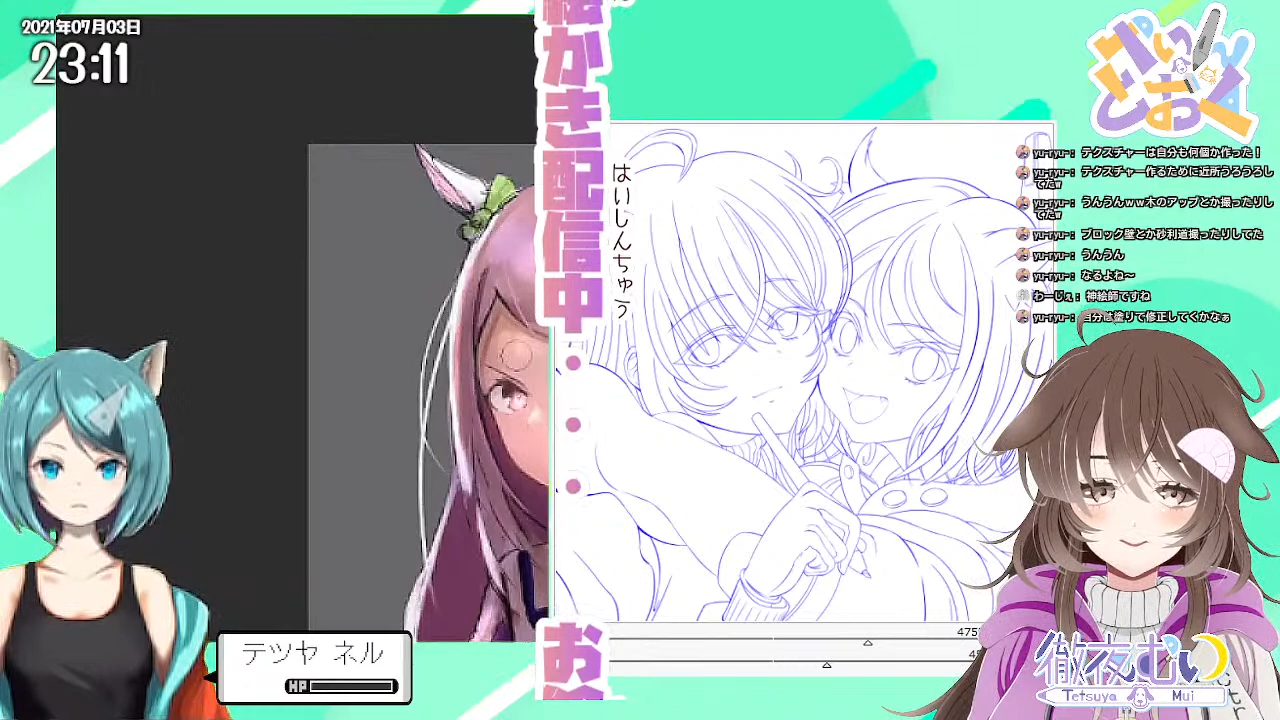 2021年07月03日
23:11
絵かき配信中・・・
お
はいしんちゅう
yu-ryu-: テクスチャーは自分も何個か作った！
yu-ryu-: テクスチャー作るために近所うろうろし
てたw
yu-ryu-: うんうんww木のアップとか撮ったりし
てたw
yu-ryu-: ブロック壁とか砂利道撮ったりしてた
yu-ryu-: うんうん
yu-ryu-: なるよね〜
わーじぇ: 神絵師ですね
yu-ryu-: 自分は塗りで修正してくかなぁ
475
テツヤ ネル
HP
徹夜むい
Tetsuya Mui